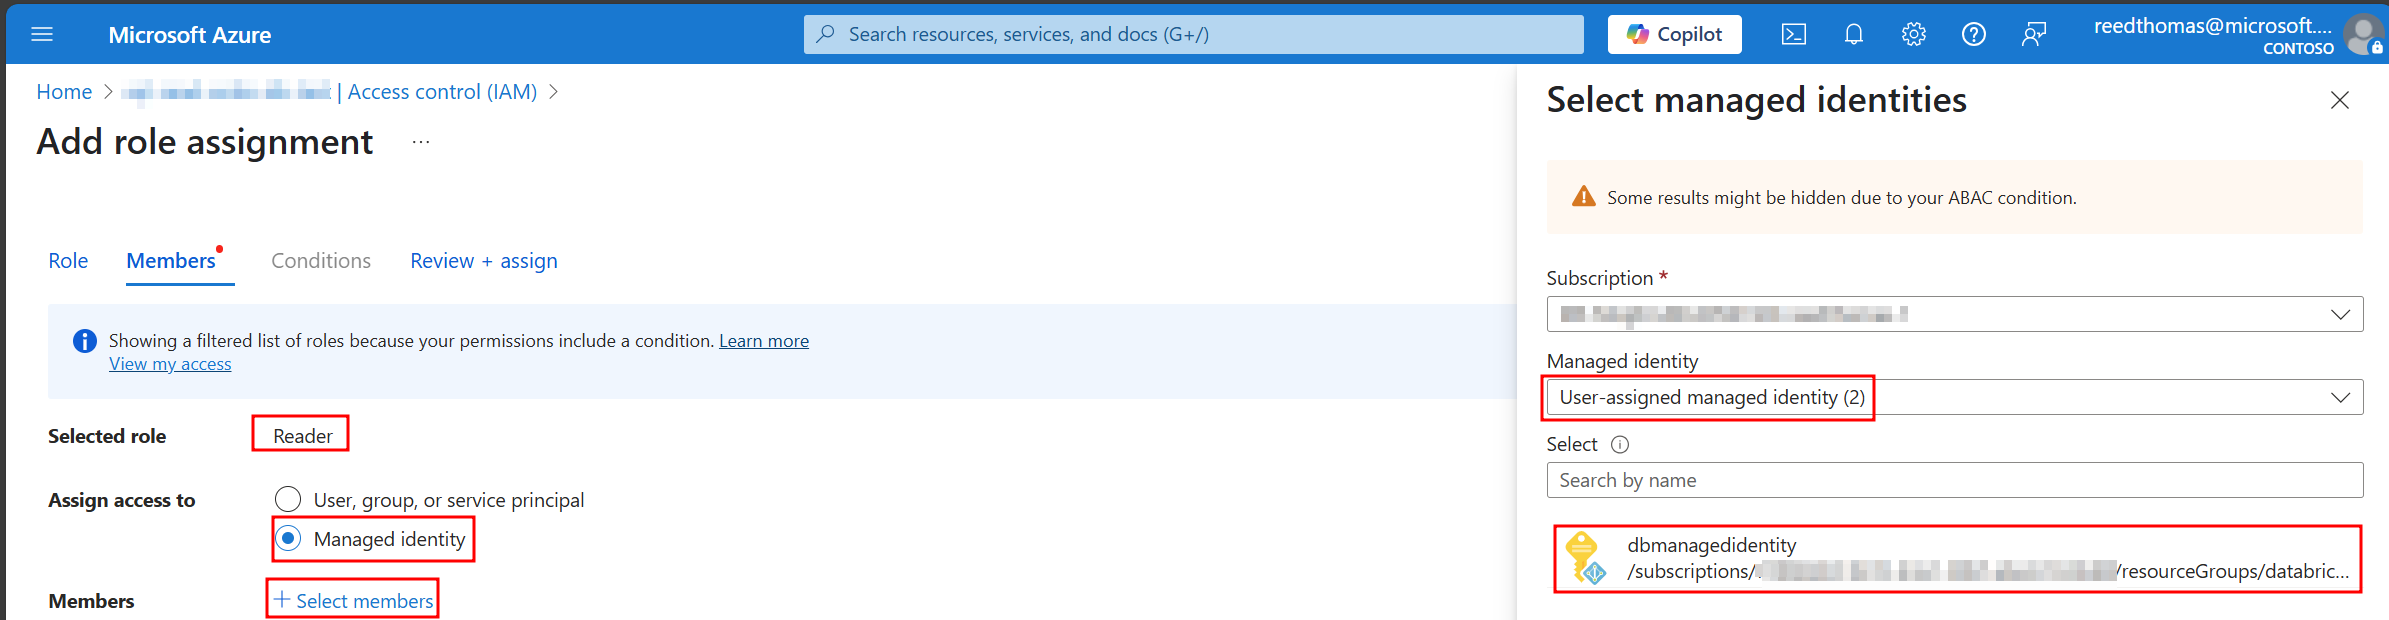 Microsoft Azure
Search resources, services, and docs (G+/)
Copilot
reedthomas@microsoft....
CONTOSO
Home > | Access control (IAM) >
Add role assignment ...
Role Members Conditions Review + assign
Showing a filtered list of roles because your permissions include a condition. Learn more
View my access
Selected role Reader
Assign access to User, group, or service principal
Managed identity
Members + Select members
Select managed identities
Some results might be hidden due to your ABAC condition.
Subscription *
Managed identity
User-assigned managed identity (2)
Select
Search by name
dbmanagedidentity
/subscriptions/ /resourceGroups/databric...